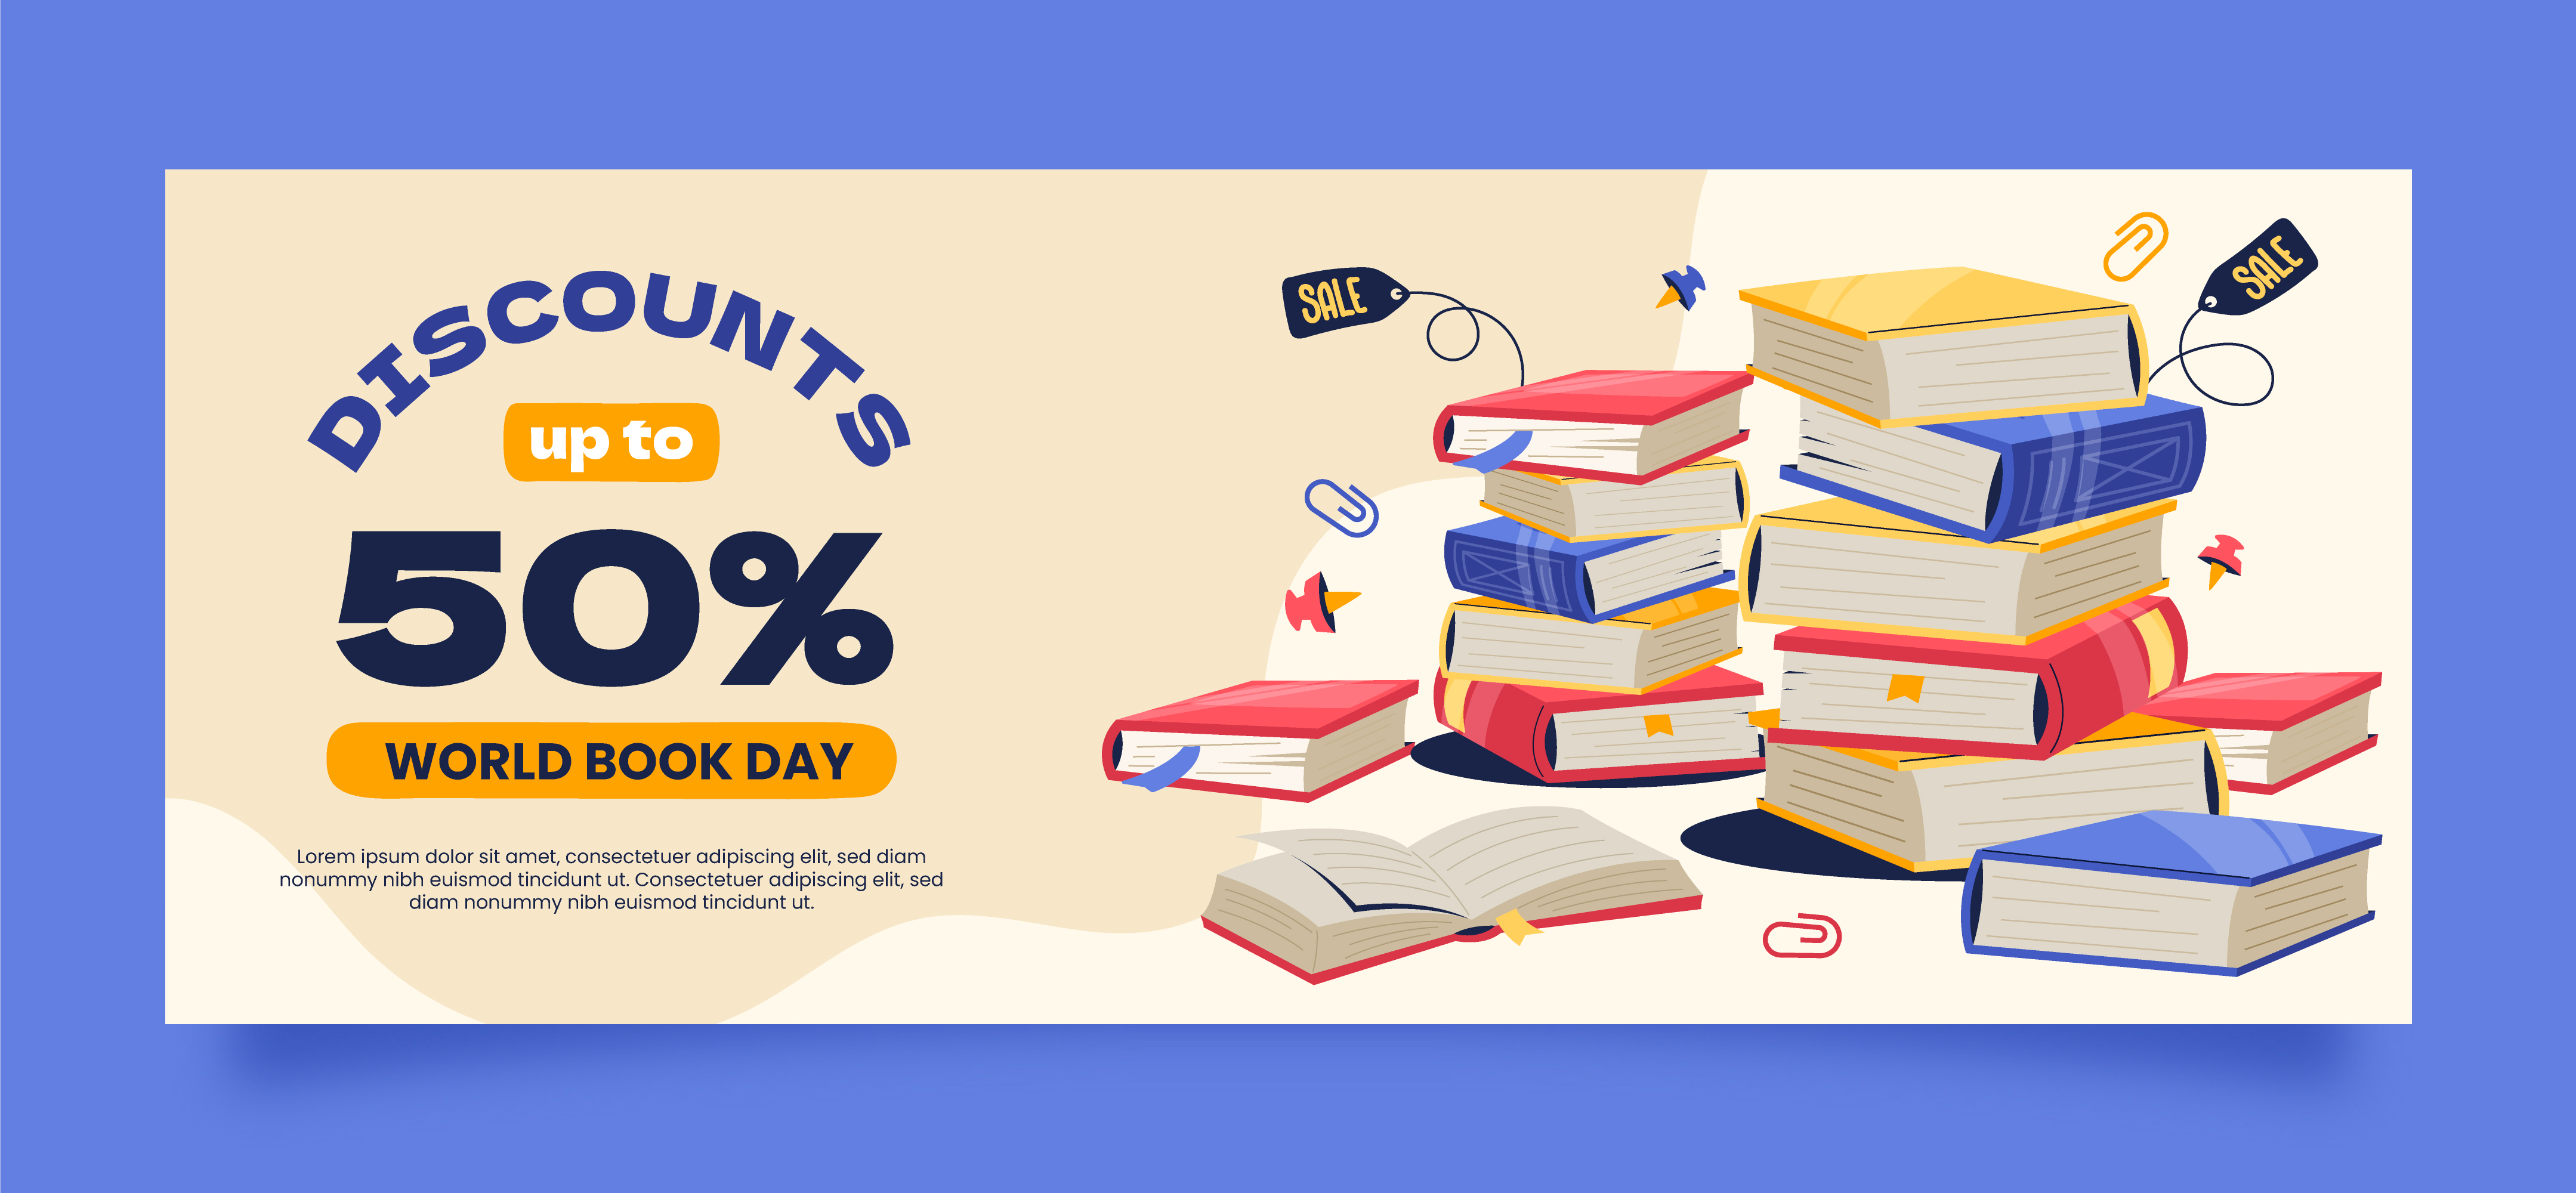 DISCOUNTS
up to
50%
WORLD BOOK DAY
Lorem ipsum dolor sit amet, consectetuer adipiscing elit, sed diam
nonummy nibh euismod tincidunt ut. Consectetuer adipiscing elit, sed
diam nonummy nibh euismod tincidunt ut.
SALE
SALE